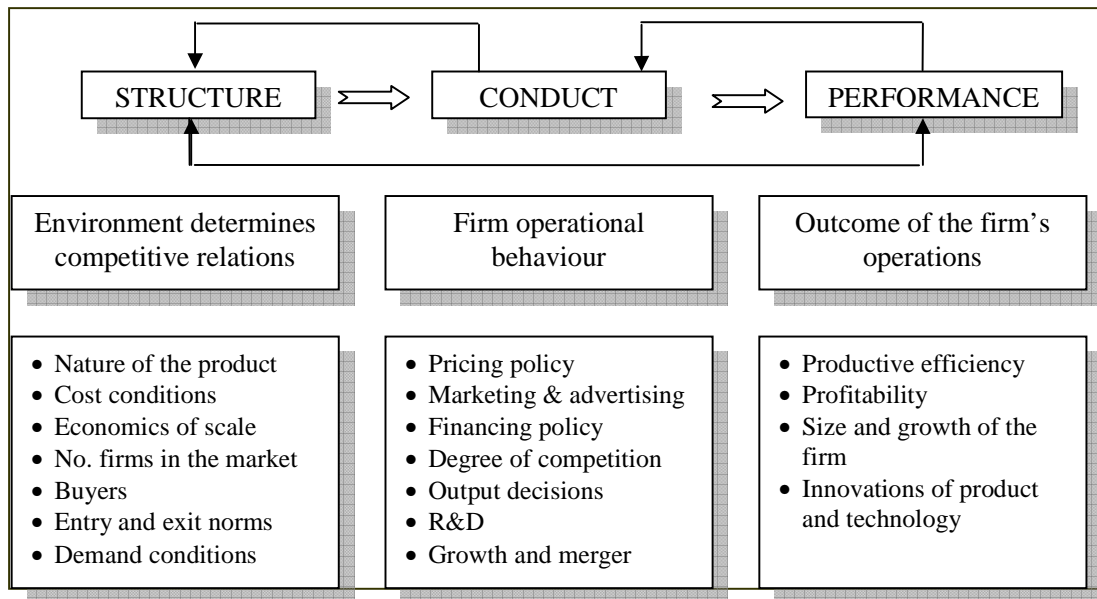 STRUCTURE
CONDUCT
PERFORMANCE
Environment determines
competitive relations
Firm operational
behaviour
Outcome of the firm's
operations
• Nature of the product
• Cost conditions
• Economics of scale
• No. firms in the market
• Buyers
• Entry and exit norms
• Demand conditions
• Pricing policy
• Marketing & advertising
• Financing policy
• Degree of competition
• Output decisions
• R&D
• Growth and merger
• Productive efficiency
• Profitability
• Size and growth of the
firm
• Innovations of product
and technology